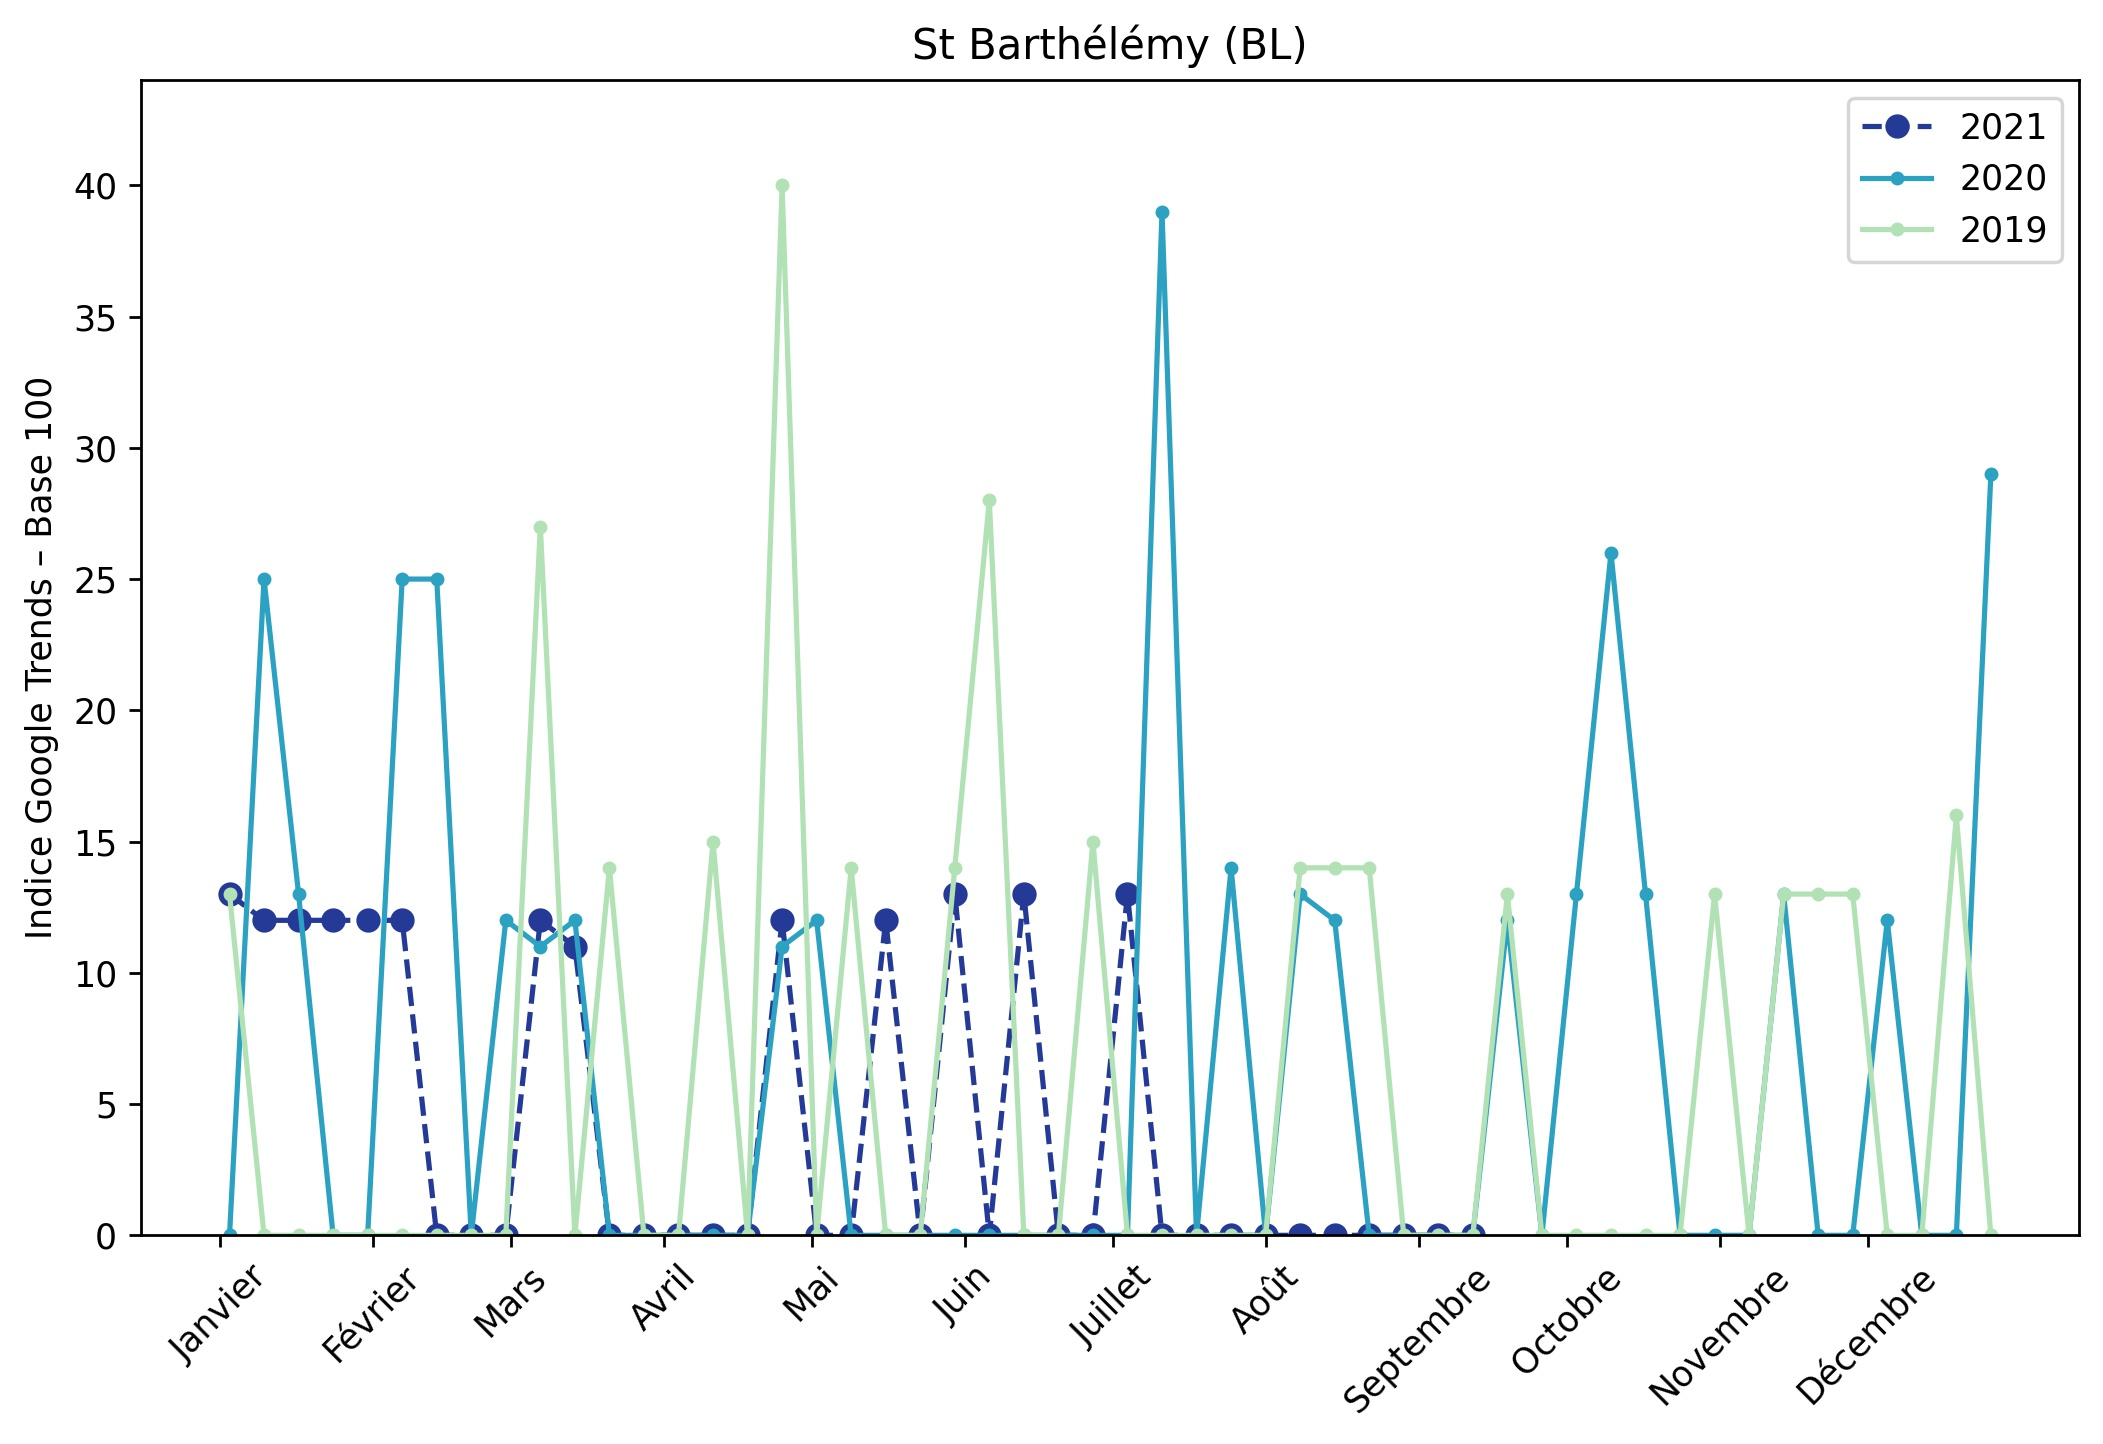 St Barthélémy (BL)
2021
2020
2019
Indice Google Trends – Base 100
40
35
30
25
20
15
10
5
0
Janvier
Février
Mars
Avril
Mai
Juin
Juillet
Août
Septembre
Octobre
Novembre
Décembre